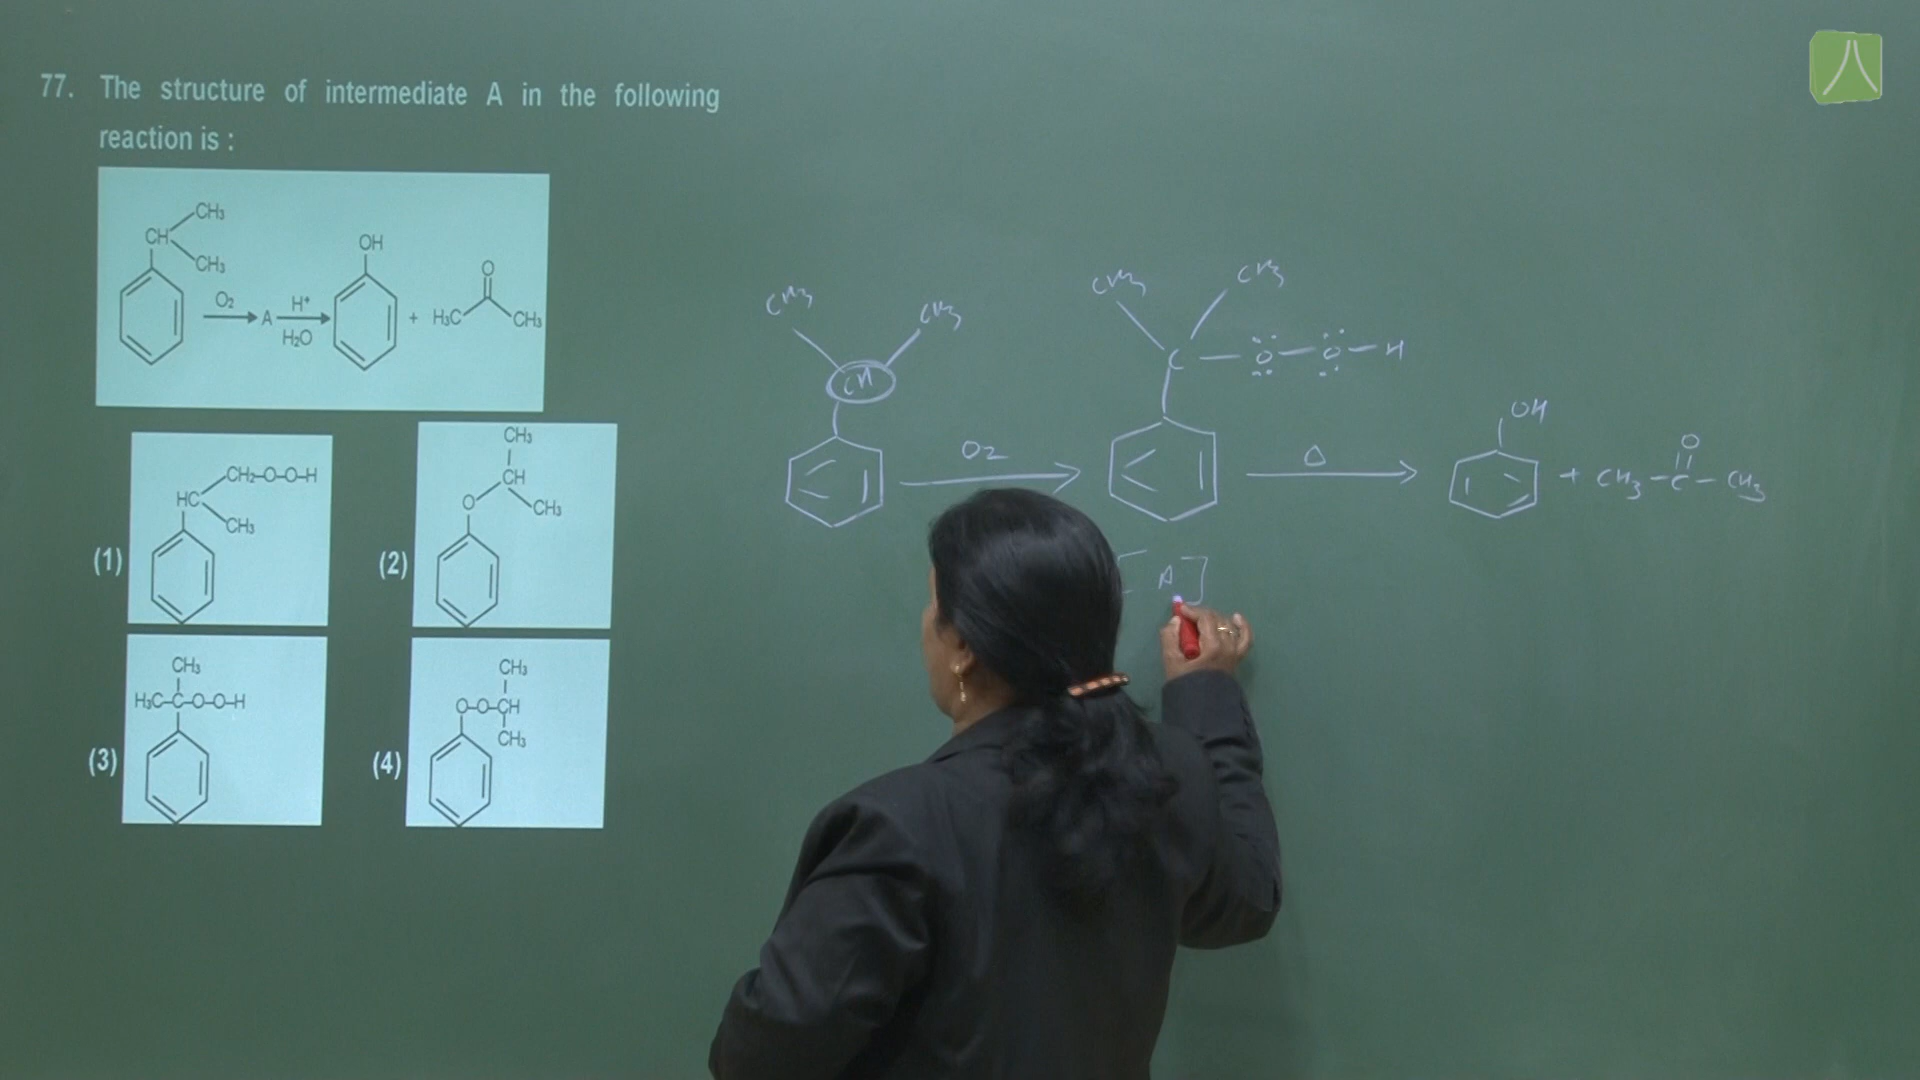 77. The structure of intermediate A in the following
reaction is :
CH₃
CH
CH₃
O₂
A
H⁺
H₂O
OH
+
O
H₃C
CH₃
(1)
CH₂-O-O-H
HC
CH₃
(2)
CH₃
CH
O
CH₃
(3)
CH₃
H₃C-C-O-O-H
(4)
CH₃
O-O-CH
CH₃
CH₃
CH₃
CH
O₂
CH₃
CH₃
C-O-O-H
[A]
Δ
OH
+
O
CH₃-C-CH₃